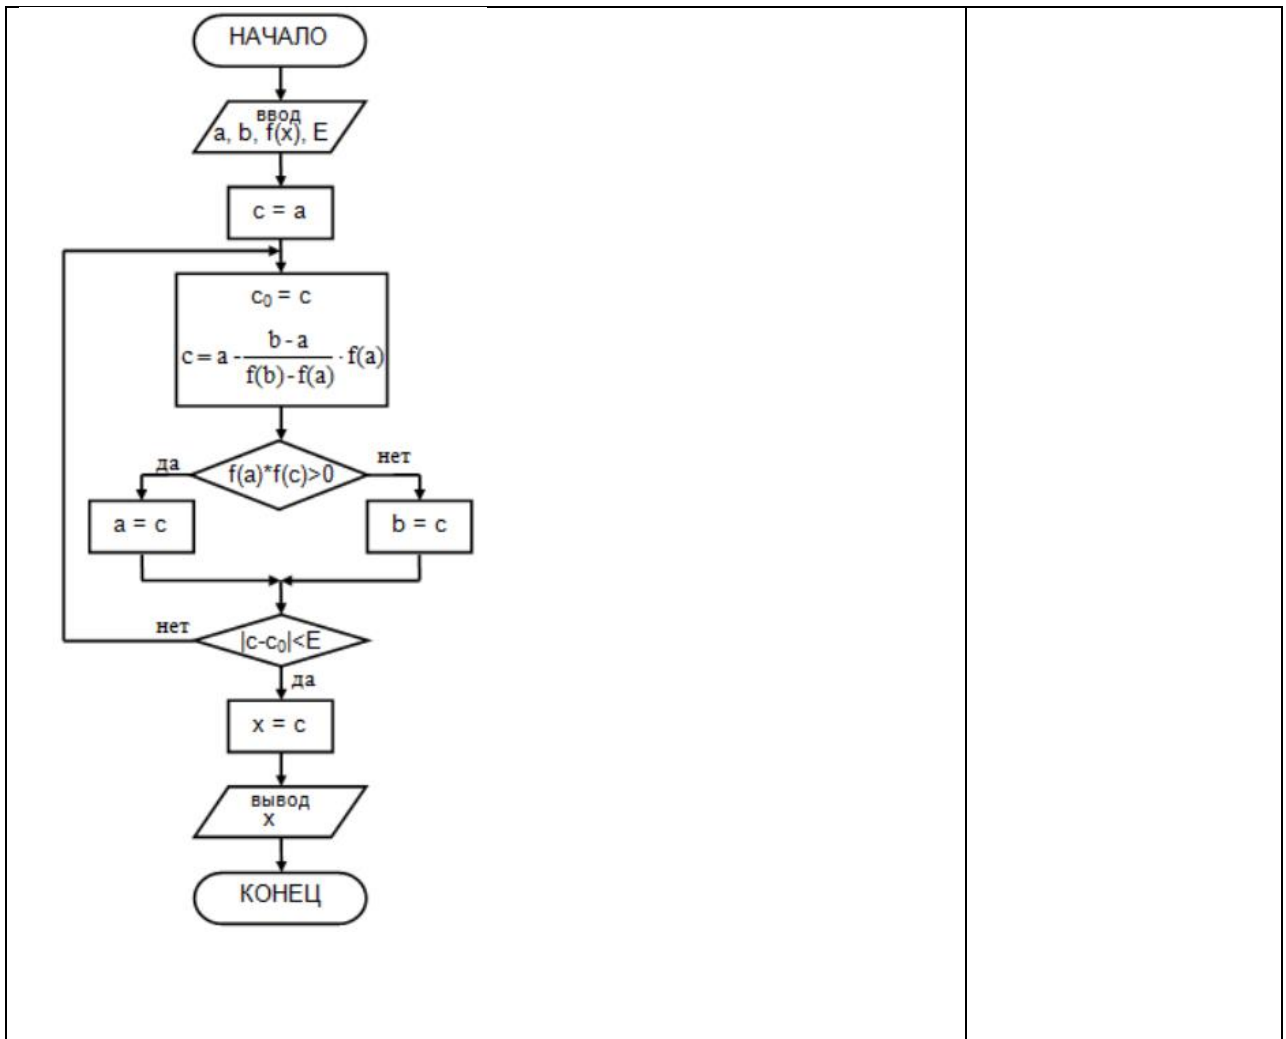 НАЧАЛО
ввод
a, b, f(x), E
c = a
c₀ = c
c = a - (b - a)/(f(b) - f(a)) · f(a)
да
нет
f(a)*f(c)>0
a = c
b = c
нет
|c-c₀|<E
да
x = c
вывод
x
КОНЕЦ